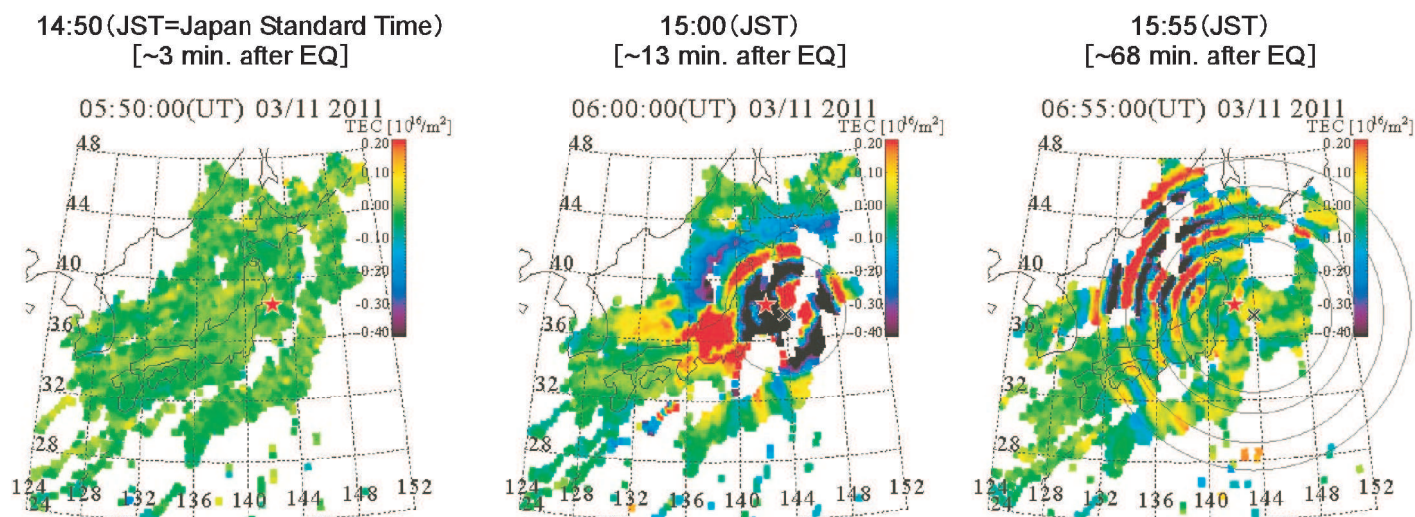 14:50(JST=Japan Standard Time)
[~3 min. after EQ]
05:50:00(UT) 03/11 2011
TEC [10^16/m^2]
0.20
0.10
0.00
-0.10
-0.20
-0.30
-0.40
48
44
40
36
32
28
24
124 128 132 136 140 144 148 152
15:00(JST)
[~13 min. after EQ]
06:00:00(UT) 03/11 2011
TEC [10^16/m^2]
0.20
0.10
0.00
-0.10
-0.20
-0.30
-0.40
48
44
40
36
32
28
24
124 128 132 136 140 144 148 152
15:55(JST)
[~68 min. after EQ]
06:55:00(UT) 03/11 2011
TEC [10^16/m^2]
0.20
0.10
0.00
-0.10
-0.20
-0.30
-0.40
48
44
40
36
32
28
24
124 128 132 136 140 144 148 152